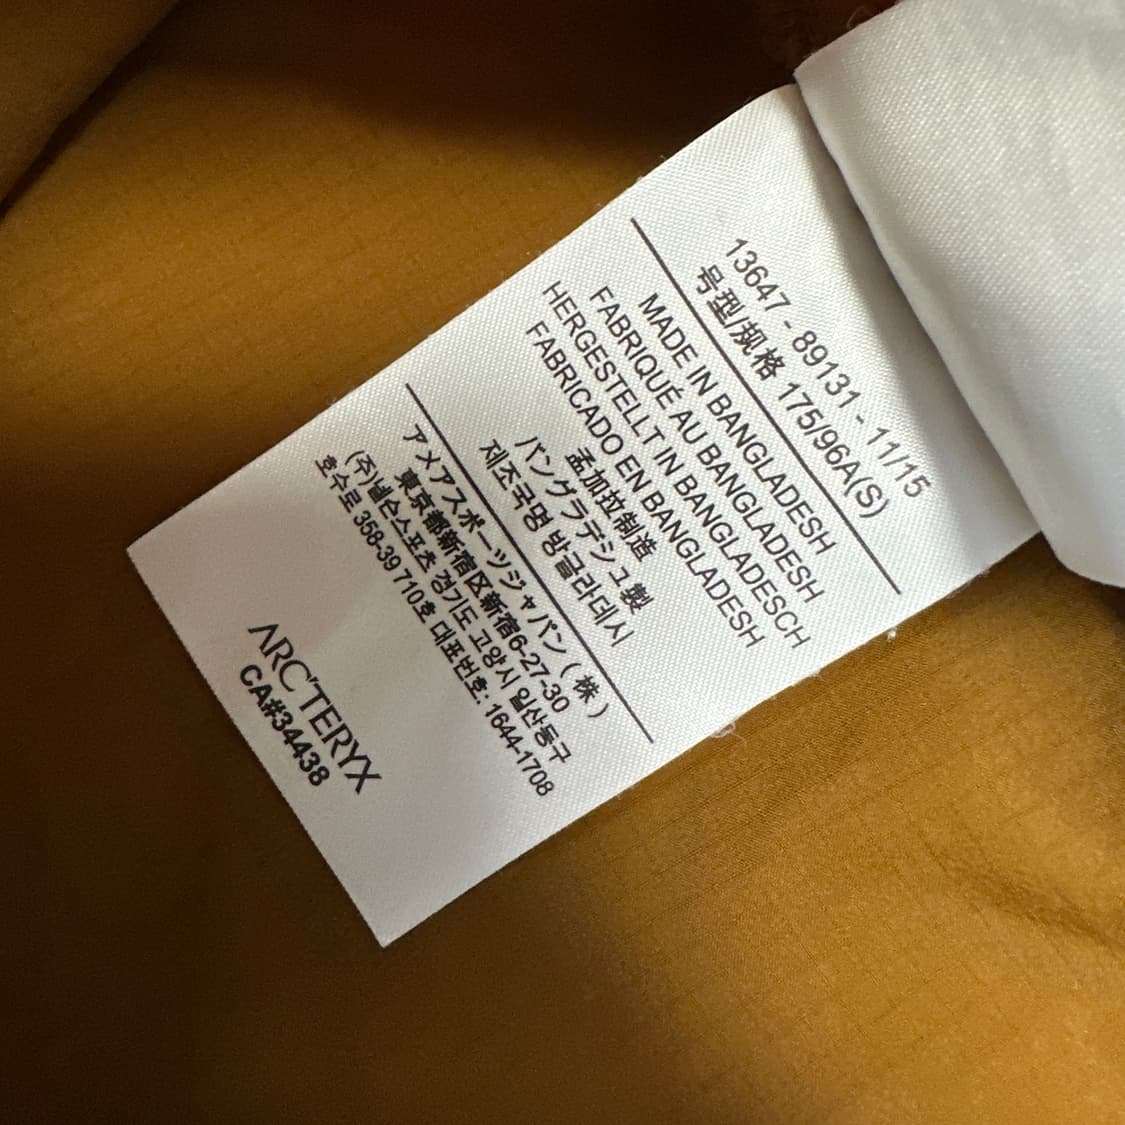 13647 - 89131 - 11/15
号型/规格 175/96A(S)
MADE IN BANGLADESH
FABRIQUÉ AU BANGLADESH
HERGESTELLT IN BANGLADESCH
FABRICADO EN BANGLADESH
孟加拉制造
バングラデシュ製
제조국명 방글라데시
アメアスポーツジャパン(株)
東京都新宿区新宿6-27-30
(주)넬슨스포츠 경기도 고양시 일산동구
호수로 358-39 710호 대표번호: 1644-1708
ARC'TERYX
CA#34438